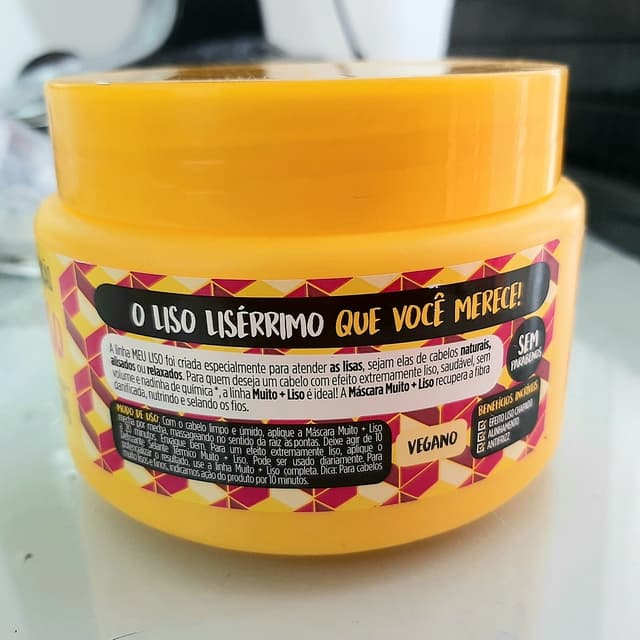 O LISO LISÉRRIMO QUE VOCÊ MERECE!
A linha MEU LISO foi criada especialmente para atender as lisas, sejam elas de cabelos naturais,
alisados ou relaxados. Para quem deseja um cabelo com efeito extremamente liso, saudável, sem
volume e nadinha de química*, a linha Muito + Liso é ideal! A Máscara Muito + Liso recupera a fibra
danificada, nutrindo e selando os fios.
SEM
PARABENOS
MODO DE USO: Com o cabelo limpo e úmido, aplique a Máscara Muito + Liso
mecha por mecha, massageando no sentido da raiz às pontas. Deixe agir de 10
minutos. Enxágue bem. Para um efeito extremamente liso, aplique o
Defrizante Térmico Muito + Liso. Pode ser usado diariamente. Para
potencializar o resultado, use a linha Muito + Liso completa. Dica: Para cabelos
lisos e finos, indicamos ação do produto por 10 minutos.
VEGANO
BENEFÍCIOS INCRÍVEIS
EFEITO LISO CHAPADO
ALINHAMENTO
ANTIFRIZZ